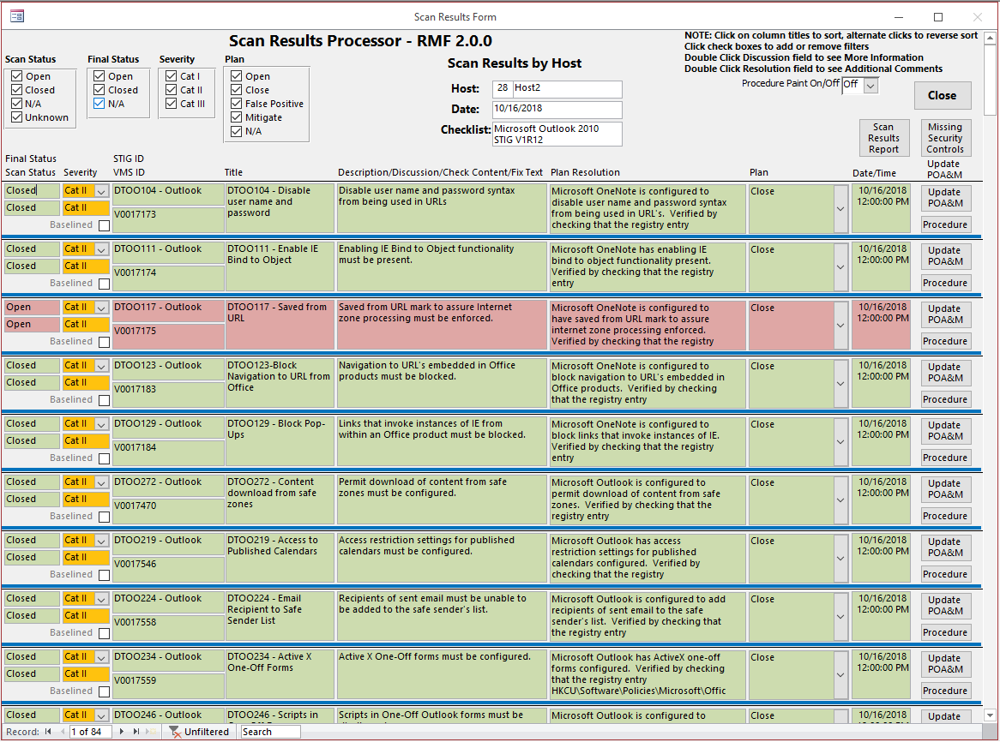 Scan Results Form
Scan Results Processor - RMF 2.0.0
NOTE: Click on column titles to sort, alternate clicks to reverse sort
Click check boxes to add or remove filters
Double Click Discussion field to see More Information
Double Click Resolution field to see Additional Comments
Procedure Paint On/Off Off
Close
Scan Status
Open
Closed
N/A
Unknown
Final Status
Open
Closed
N/A
Severity
Cat I
Cat II
Cat III
Plan
Open
Close
False Positive
Mitigate
N/A
Scan Results by Host
Host: 28 Host2
Date: 10/16/2018
Checklist: Microsoft Outlook 2010
STIG V1R12
Scan
Results
Report
Missing
Security
Controls
Final Status
Scan Status
Severity
STIG ID
VMS ID
Title
Description/Discussion/Check Content/Fix Text
Plan Resolution
Plan
Date/Time
Update
POA&M
Closed
Closed
Cat II
Cat II
Baselined
DTOO104 - Outlook
V0017173
DTOO104 - Disable
user name and
password
Disable user name and password syntax
from being used in URLs
Microsoft OneNote is configured to
disable user name and password syntax
from being used in URL's. Verified by
checking that the registry entry
Close
10/16/2018
12:00:00 PM
Update
POA&M
Procedure
Closed
Closed
Cat II
Cat II
Baselined
DTOO111 - Outlook
V0017174
DTOO111 - Enable IE
Bind to Object
Enabling IE Bind to Object functionality
must be present.
Microsoft OneNote has enabling IE
bind to object functionality present.
Verified by checking that the registry
entry
Close
10/16/2018
12:00:00 PM
Update
POA&M
Procedure
Open
Open
Cat II
Cat II
Baselined
DTOO117 - Outlook
V0017175
DTOO117 - Saved from
URL
Saved from URL mark to assure Internet
zone processing must be enforced.
Microsoft OneNote is configured to
have saved from URL mark to assure
internet zone processing enforced.
Verified by checking that the registry
Close
10/16/2018
12:00:00 PM
Update
POA&M
Procedure
Closed
Closed
Cat II
Cat II
Baselined
DTOO123 - Outlook
V0017183
DTOO123-Block
Navigation to URL from
Office
Navigation to URL's embedded in Office
products must be blocked.
Microsoft OneNote is configured to
block navigation to URL's embedded in
Office products. Verified by checking
that the registry entry
Close
10/16/2018
12:00:00 PM
Update
POA&M
Procedure
Closed
Closed
Cat II
Cat II
Baselined
DTOO129 - Outlook
V0017184
DTOO129 - Block Pop-
Ups
Links that invoke instances of IE from
within an Office product must be blocked.
Microsoft OneNote is configured to
block links that invoke instances of IE.
Verified by checking that the registry
entry
Close
10/16/2018
12:00:00 PM
Update
POA&M
Procedure
Closed
Closed
Cat II
Cat II
Baselined
DTOO272 - Outlook
V0017470
DTOO272 - Content
download from safe
zones
Permit download of content from safe
zones must be configured.
Microsoft Outlook is configured to
permit download of content from safe
zones. Verified by checking that the
registry entry
Close
10/16/2018
12:00:00 PM
Update
POA&M
Procedure
Closed
Closed
Cat II
Cat II
Baselined
DTOO219 - Outlook
V0017546
DTOO219 - Access to
Published Calendars
Access restriction settings for published
calendars must be configured.
Microsoft Outlook has access
restriction settings for published
calendars configured. Verified by
checking that the registry
Close
10/16/2018
12:00:00 PM
Update
POA&M
Procedure
Closed
Closed
Cat II
Cat II
Baselined
DTOO224 - Outlook
V0017558
DTOO224 - Email
Recipient to Safe
Sender List
Recipients of sent email must be unable to
be added to the safe sender's list.
Microsoft Outlook is configured to add
recipients of sent email to the safe
sender's list. Verified by checking that
the registry entry
Close
10/16/2018
12:00:00 PM
Update
POA&M
Procedure
Closed
Closed
Cat II
Cat II
Baselined
DTOO234 - Outlook
V0017559
DTOO234 - Active X
One-Off Forms
Active X One-Off forms must be configured.
Microsoft Outlook has ActiveX one-off
forms configured. Verified by checking
that the registry entry
HKCU\Software\Policies\Microsoft\Offic
Close
10/16/2018
12:00:00 PM
Update
POA&M
Procedure
Closed
Cat II
DTOO246 - Outlook
DTOO246 - Scripts in
Scripts in One-Off Outlook forms must be
Microsoft Outlook is configured to
Close
10/16/2018
Update
Record: 1 of 84 Unfiltered Search